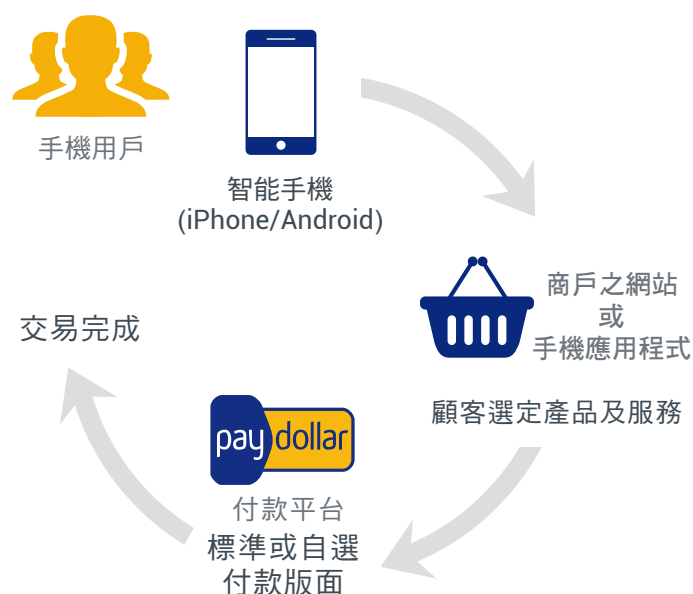 手機用戶
智能手機
(iPhone/Android)
商戶之網站
或
手機應用程式
顧客選定產品及服務
交易完成
paydollar
付款平台
標準或自選
付款版面